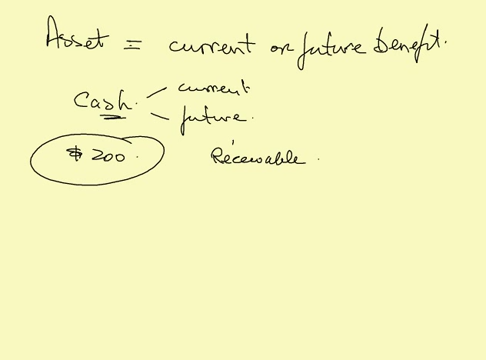 Asset = current or future benefit.
Cash. current
future.
$ 200. Receivable.